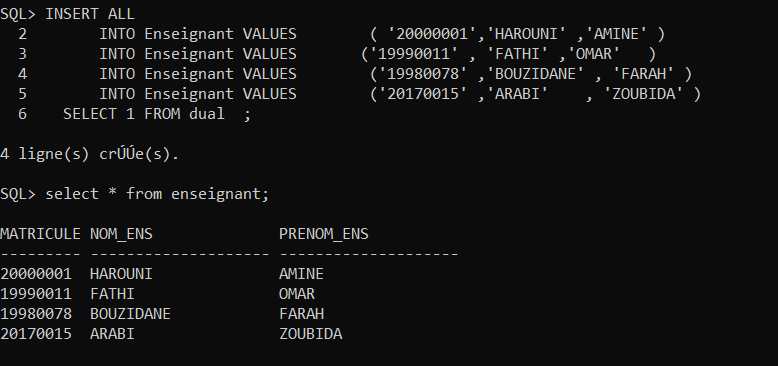 SQL> INSERT ALL
  2        INTO Enseignant VALUES        ( '20000001','HAROUNI' ,'AMINE' )
  3        INTO Enseignant VALUES       ('19990011' , 'FATHI' ,'OMAR'   )
  4        INTO Enseignant VALUES        ('19980078' ,'BOUZIDANE' , 'FARAH' )
  5        INTO Enseignant VALUES        ('20170015' ,'ARABI'    , 'ZOUBIDA' )
  6    SELECT 1 FROM dual  ;
4 ligne(s) crÚÚe(s).
SQL> select * from enseignant;
MATRICULE NOM_ENS              PRENOM_ENS
--------- -------------------- --------------------
20000001  HAROUNI              AMINE
19990011  FATHI                OMAR
19980078  BOUZIDANE            FARAH
20170015  ARABI                ZOUBIDA